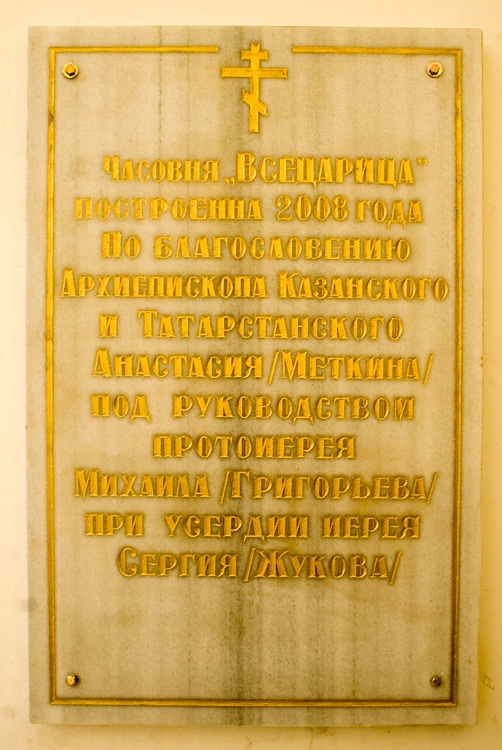 Часовня „Всецарица"
построенна 2008 года
По благословению
Архиепископа Казанского
и Татарстанского
Анастасия /Меткина/
под руководством
протоиерея
Михаила /Григорьева/
при усердии иерея
Сергия /Жукова/